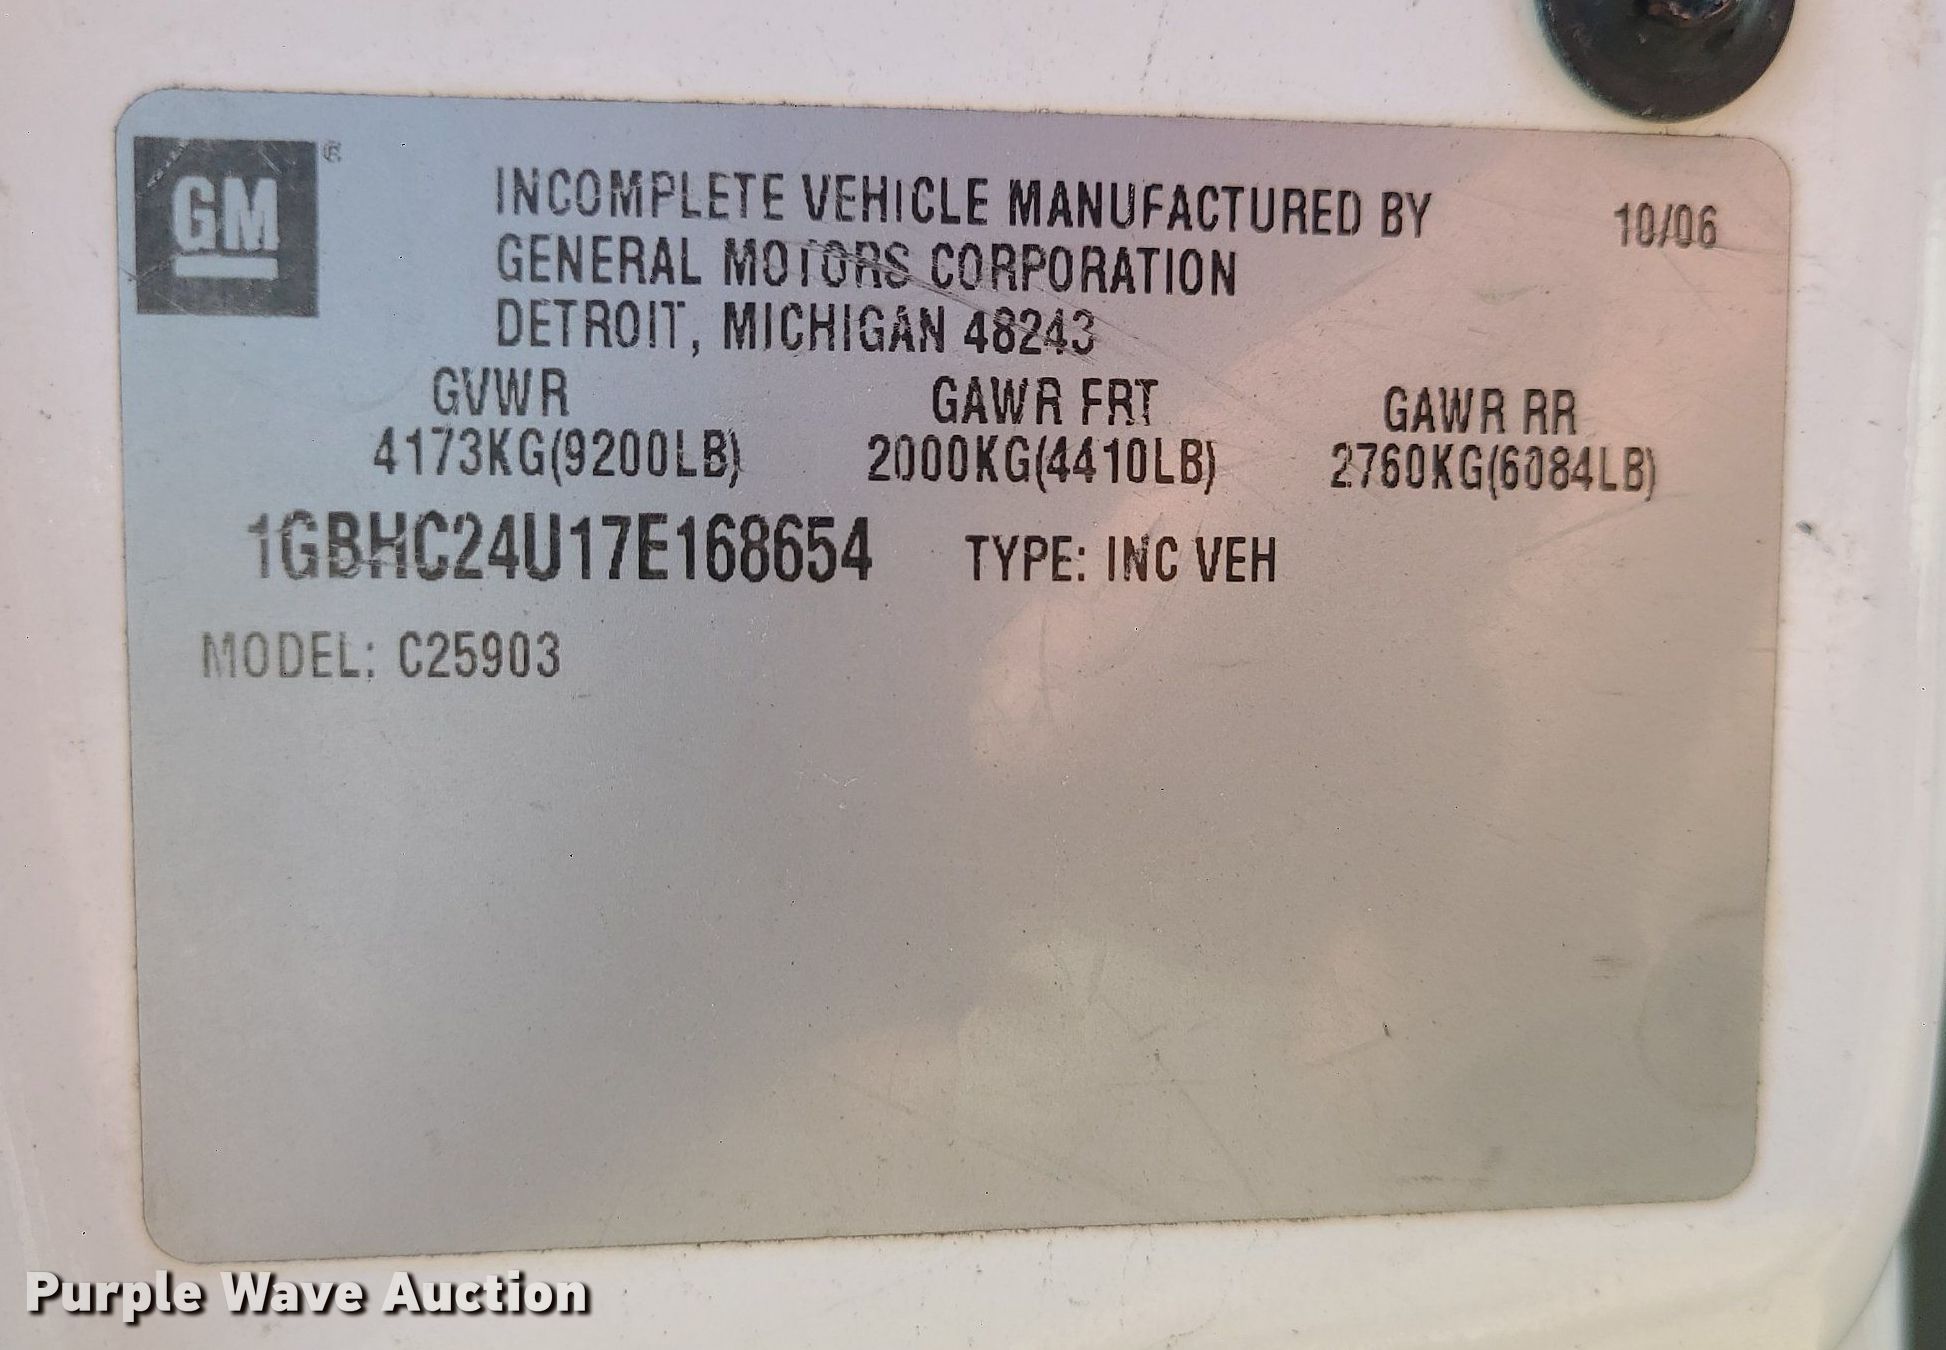 GM®
INCOMPLETE VEHICLE MANUFACTURED BY 10/06
GENERAL MOTORS CORPORATION
DETROIT, MICHIGAN 48243
GVWR GAWR FRT GAWR RR
4173KG(9200LB) 2000KG(4410LB) 2760KG(6084LB)
1GBHC24U17E168654 TYPE: INC VEH
MODEL: C25903
Purple Wave Auction